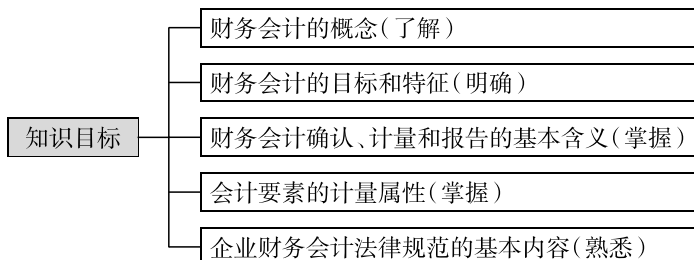 财务会计的概念(了解)
财务会计的目标和特征(明确)
知识目标
财务会计确认、计量和报告的基本含义(掌握)
会计要素的计量属性(掌握)
企业财务会计法律规范的基本内容(熟悉)